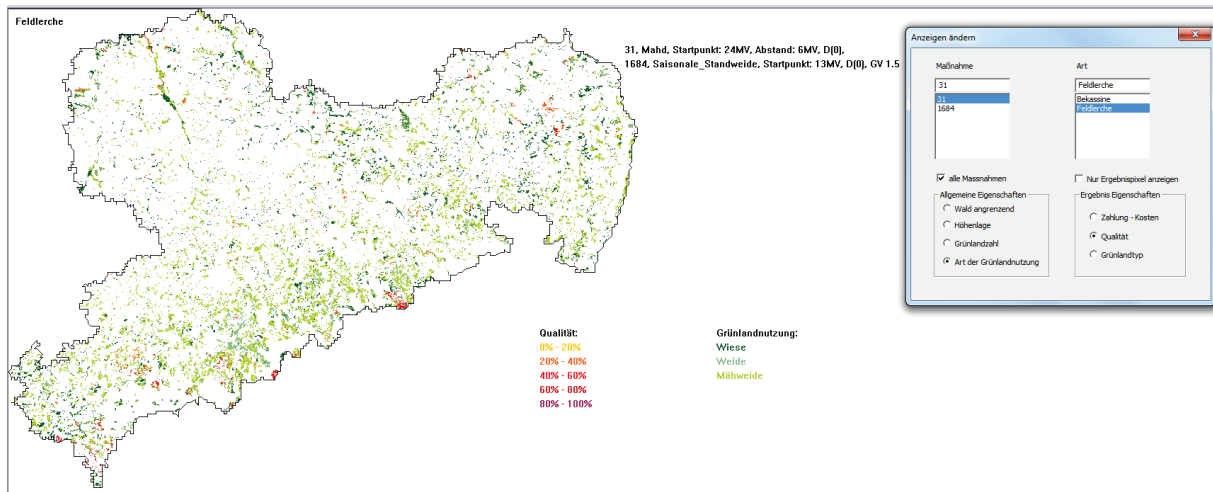 Feldlerche
31, Mahd, Startpunkt: 24MV, Abstand: 6MV, D(0),
1684, Saisonale_Standweide, Startpunkt: 13MV, D(0), GV 1.5
Qualität:
0% - 20%
20% - 40%
40% - 60%
60% - 80%
80% - 100%
Grünlandnutzung:
Wiese
Weide
Mähweide
Anzeigen ändern
Maßnahme
31
31
1684
Art
Feldlerche
Bekassine
Feldlerche
alle Massnahmen
Nur Ergebnispixel anzeigen
Allgemeine Eigenschaften
Wald angrenzend
Höhenlage
Grünlandzahl
Art der Grünlandnutzung
Ergebnis Eigenschaften
Zahlung - Kosten
Qualität
Grünlandtyp